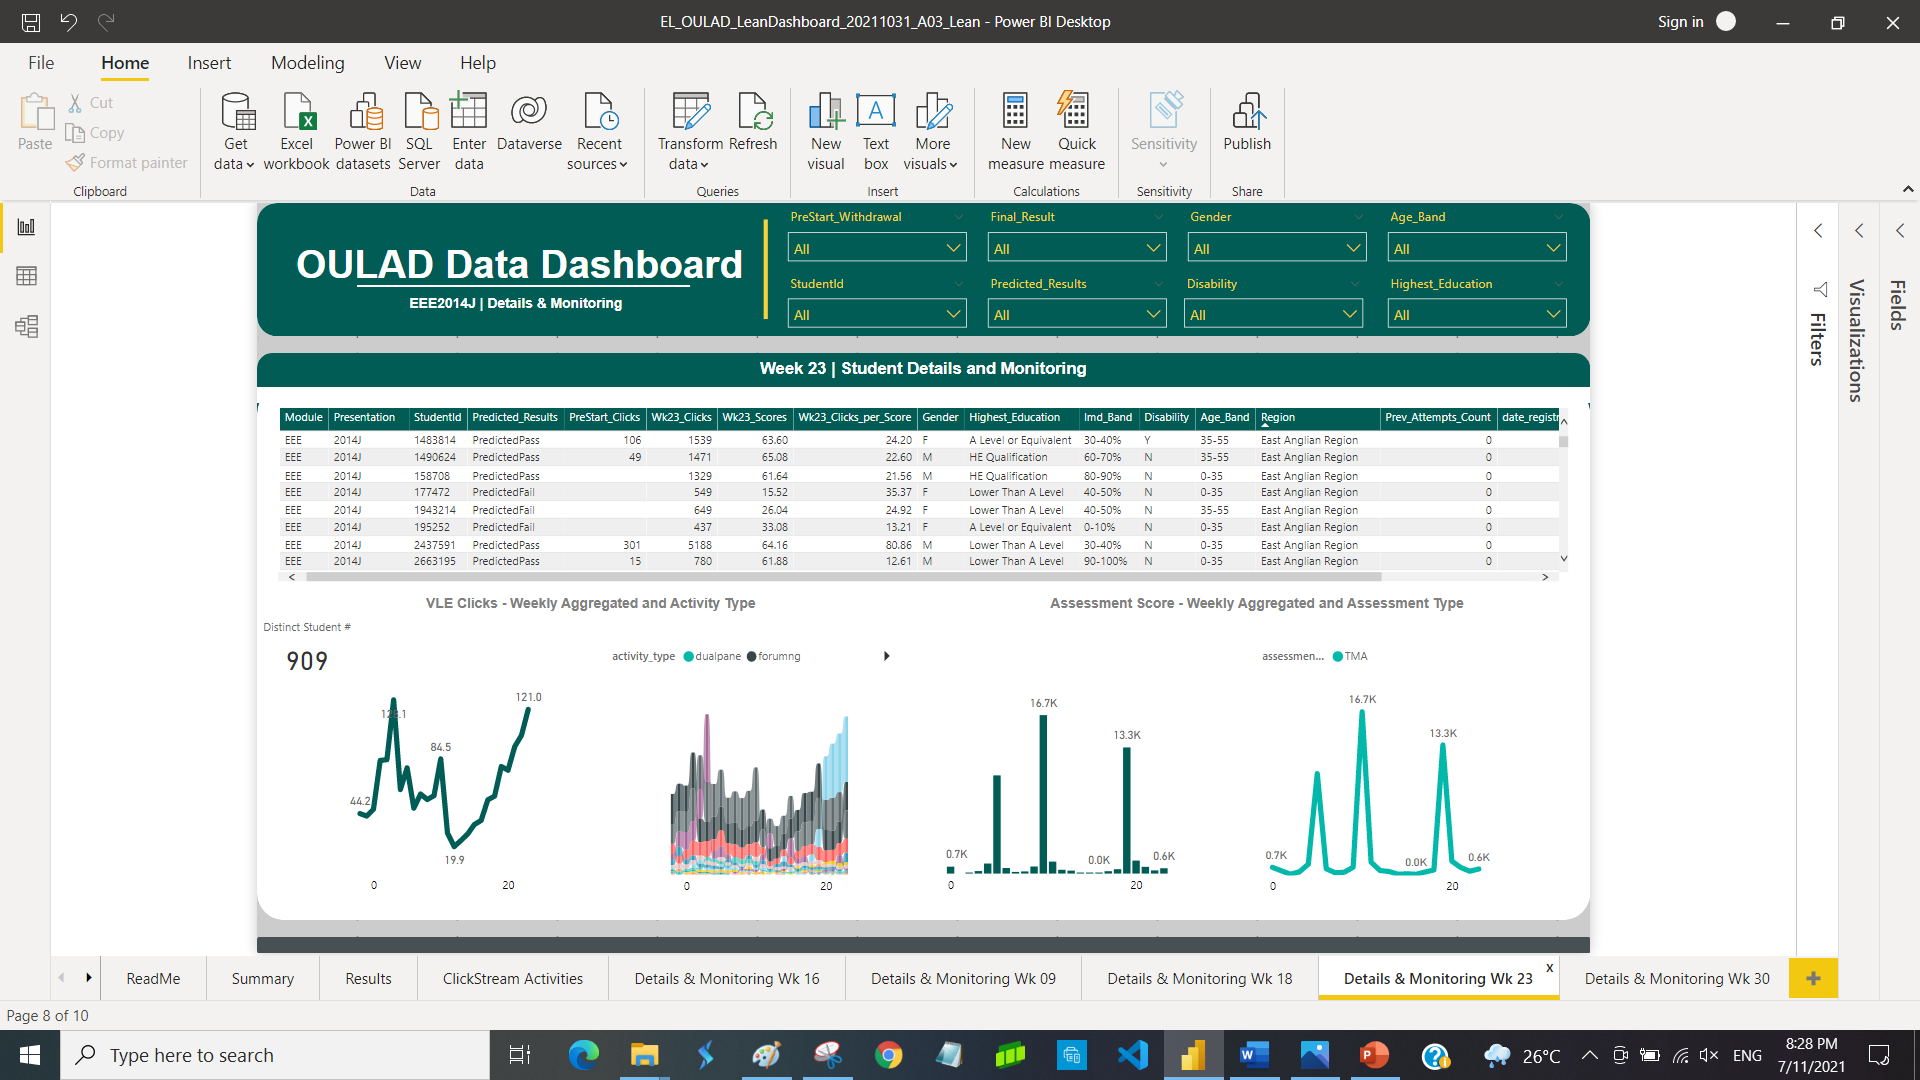 EL_OULAD_LeanDashboard_20211031_A03_Lean - Power BI Desktop
Sign in
File Home Insert Modeling View Help
Paste
Cut
Copy
Format painter
Clipboard
Get data
Excel workbook
Power BI datasets
SQL Server
Enter data
Dataverse
Recent sources
Data
Transform data
Refresh
Queries
New visual
Text box
More visuals
Insert
New measure
Quick measure
Calculations
Sensitivity
Sensitivity
Publish
Share
OULAD Data Dashboard
EEE2014J | Details & Monitoring
PreStart_Withdrawal Final_Result Gender Age_Band
All All All All
StudentId Predicted_Results Disability Highest_Education
All All All All
Filters
Visualizations
Fields
Week 23 | Student Details and Monitoring
Module Presentation StudentId Predicted_Results PreStart_Clicks Wk23_Clicks Wk23_Scores Wk23_Clicks_per_Score Gender Highest_Education Imd_Band Disability Age_Band Region Prev_Attempts_Count date_registr
EEE 2014J 1483814 PredictedPass 106 1539 63.60 24.20 F A Level or Equivalent 30-40% Y 35-55 East Anglian Region 0
EEE 2014J 1490624 PredictedPass 49 1471 65.08 22.60 M HE Qualification 60-70% N 35-55 East Anglian Region 0
EEE 2014J 158708 PredictedPass 1329 61.64 21.56 M HE Qualification 80-90% N 0-35 East Anglian Region 0
EEE 2014J 177472 PredictedFail 549 15.52 35.37 F Lower Than A Level 40-50% N 0-35 East Anglian Region 0
EEE 2014J 1943214 PredictedFail 649 26.04 24.92 F Lower Than A Level 40-50% N 35-55 East Anglian Region 0
EEE 2014J 195252 PredictedFail 437 33.08 13.21 F A Level or Equivalent 0-10% N 0-35 East Anglian Region 0
EEE 2014J 2437591 PredictedPass 301 5188 64.16 80.86 M Lower Than A Level 30-40% N 0-35 East Anglian Region 0
EEE 2014J 2663195 PredictedPass 15 780 61.88 12.61 M Lower Than A Level 90-100% N 0-35 East Anglian Region 0
VLE Clicks - Weekly Aggregated and Activity Type
Assessment Score - Weekly Aggregated and Assessment Type
Distinct Student #
909
activity_type dualpane forumng
assessmen... TMA
44.2 84.5 19.9 121.0
0 20
0 20
0.7K 16.7K 0.0K 13.3K 0.6K
0 20
0.7K 16.7K 0.0K 13.3K 0.6K
0 20
ReadMe Summary Results ClickStream Activities Details & Monitoring Wk 16 Details & Monitoring Wk 09 Details & Monitoring Wk 18 Details & Monitoring Wk 23 x Details & Monitoring Wk 30
Page 8 of 10
Type here to search
26°C
ENG
8:28 PM
7/11/2021